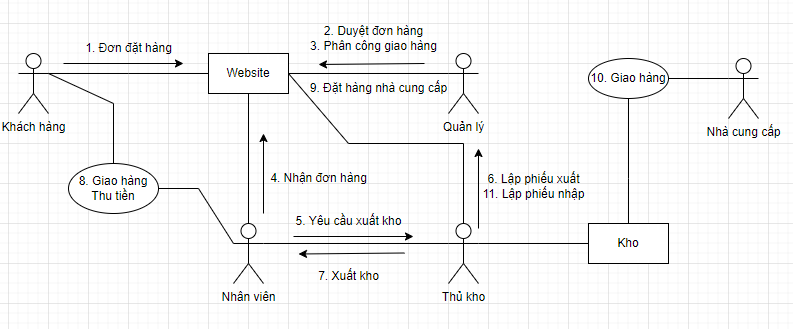 2. Duyệt đơn hàng
3. Phân công giao hàng
1. Đơn đặt hàng
Website
9. Đặt hàng nhà cung cấp
10. Giao hàng
Khách hàng
Quản lý
Nhà cung cấp
8. Giao hàng
Thu tiền
4. Nhận đơn hàng
6. Lập phiếu xuất
11. Lập phiếu nhập
5. Yêu cầu xuất kho
Kho
7. Xuất kho
Nhân viên
Thủ kho